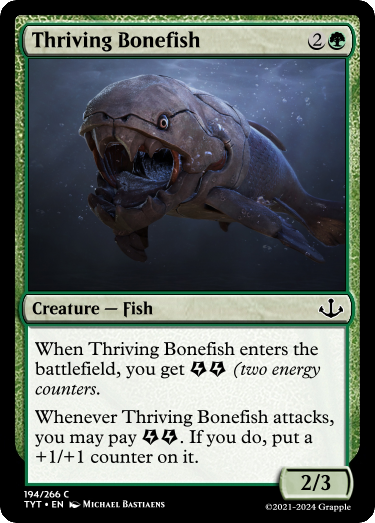 Thriving Bonefish 2
Creature — Fish
When Thriving Bonefish enters the
battlefield, you get (two energy
counters.
Whenever Thriving Bonefish attacks,
you may pay . If you do, put a
+1/+1 counter on it.
2/3
194/266 C
TYT • EN Michael Bastiaens
©2021-2024 Grapple